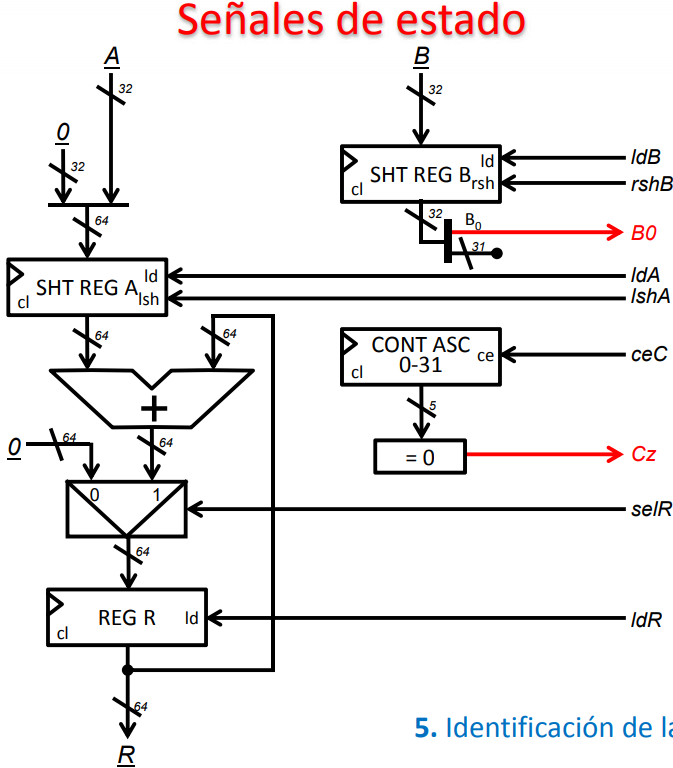 Señales de estado
A
B
32
32
0
32
ld
ldB
SHT REG B
rsh
rshB
cl
64
32
B0
B0
31
ld
ldA
SHT REG A
lsh
lshA
cl
64
64
CONT ASC
ce
ceC
0-31
cl
+
5
0
64
64
= 0
Cz
0
1
selR
64
REG R
ld
ldR
cl
64
R
5. Identificación de la